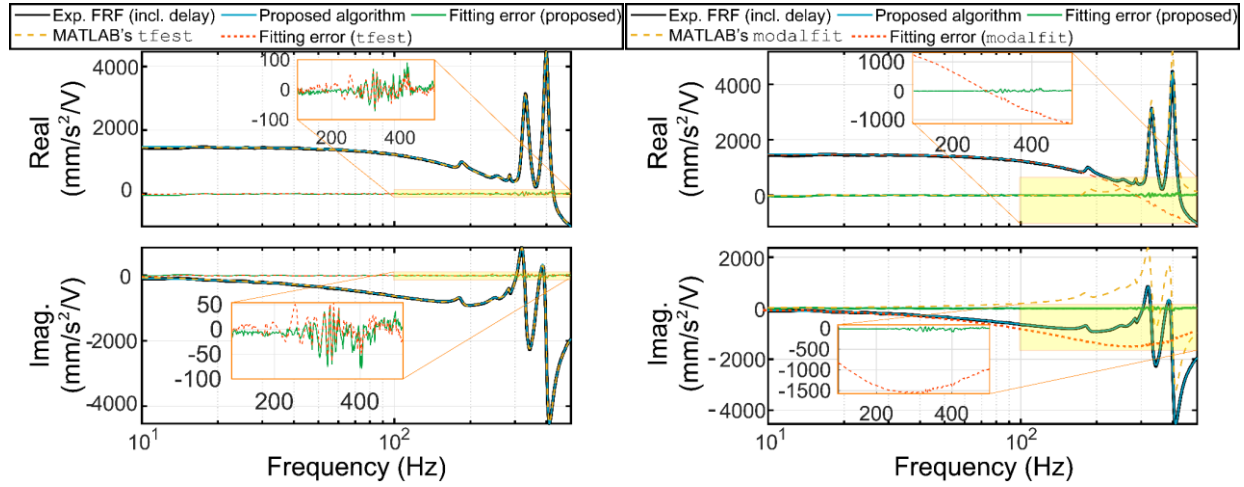 Exp. FRF (incl. delay) Proposed algorithm Fitting error (proposed)
MATLAB's tfest Fitting error (tfest)
Real
(mm/s²/V)
4000
2000
0
100
0
-100
200 400
Imag.
(mm/s²/V)
0
-2000
-4000
50
0
-50
-100
200 400
10¹ 10² Frequency (Hz)
Exp. FRF (incl. delay) Proposed algorithm Fitting error (proposed)
MATLAB's modalfit Fitting error (modalfit)
Real
(mm/s²/V)
4000
2000
0
1000
0
-1000
200 400
Imag.
(mm/s²/V)
2000
0
-2000
-4000
0
-500
-1000
-1500
200 400
10¹ 10²
Frequency (Hz)